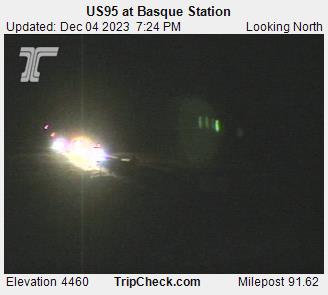 US95 at Basque Station
Updated: Dec 04 2023 7:24 PM Looking North
Elevation 4460 TripCheck.com Milepost 91.62